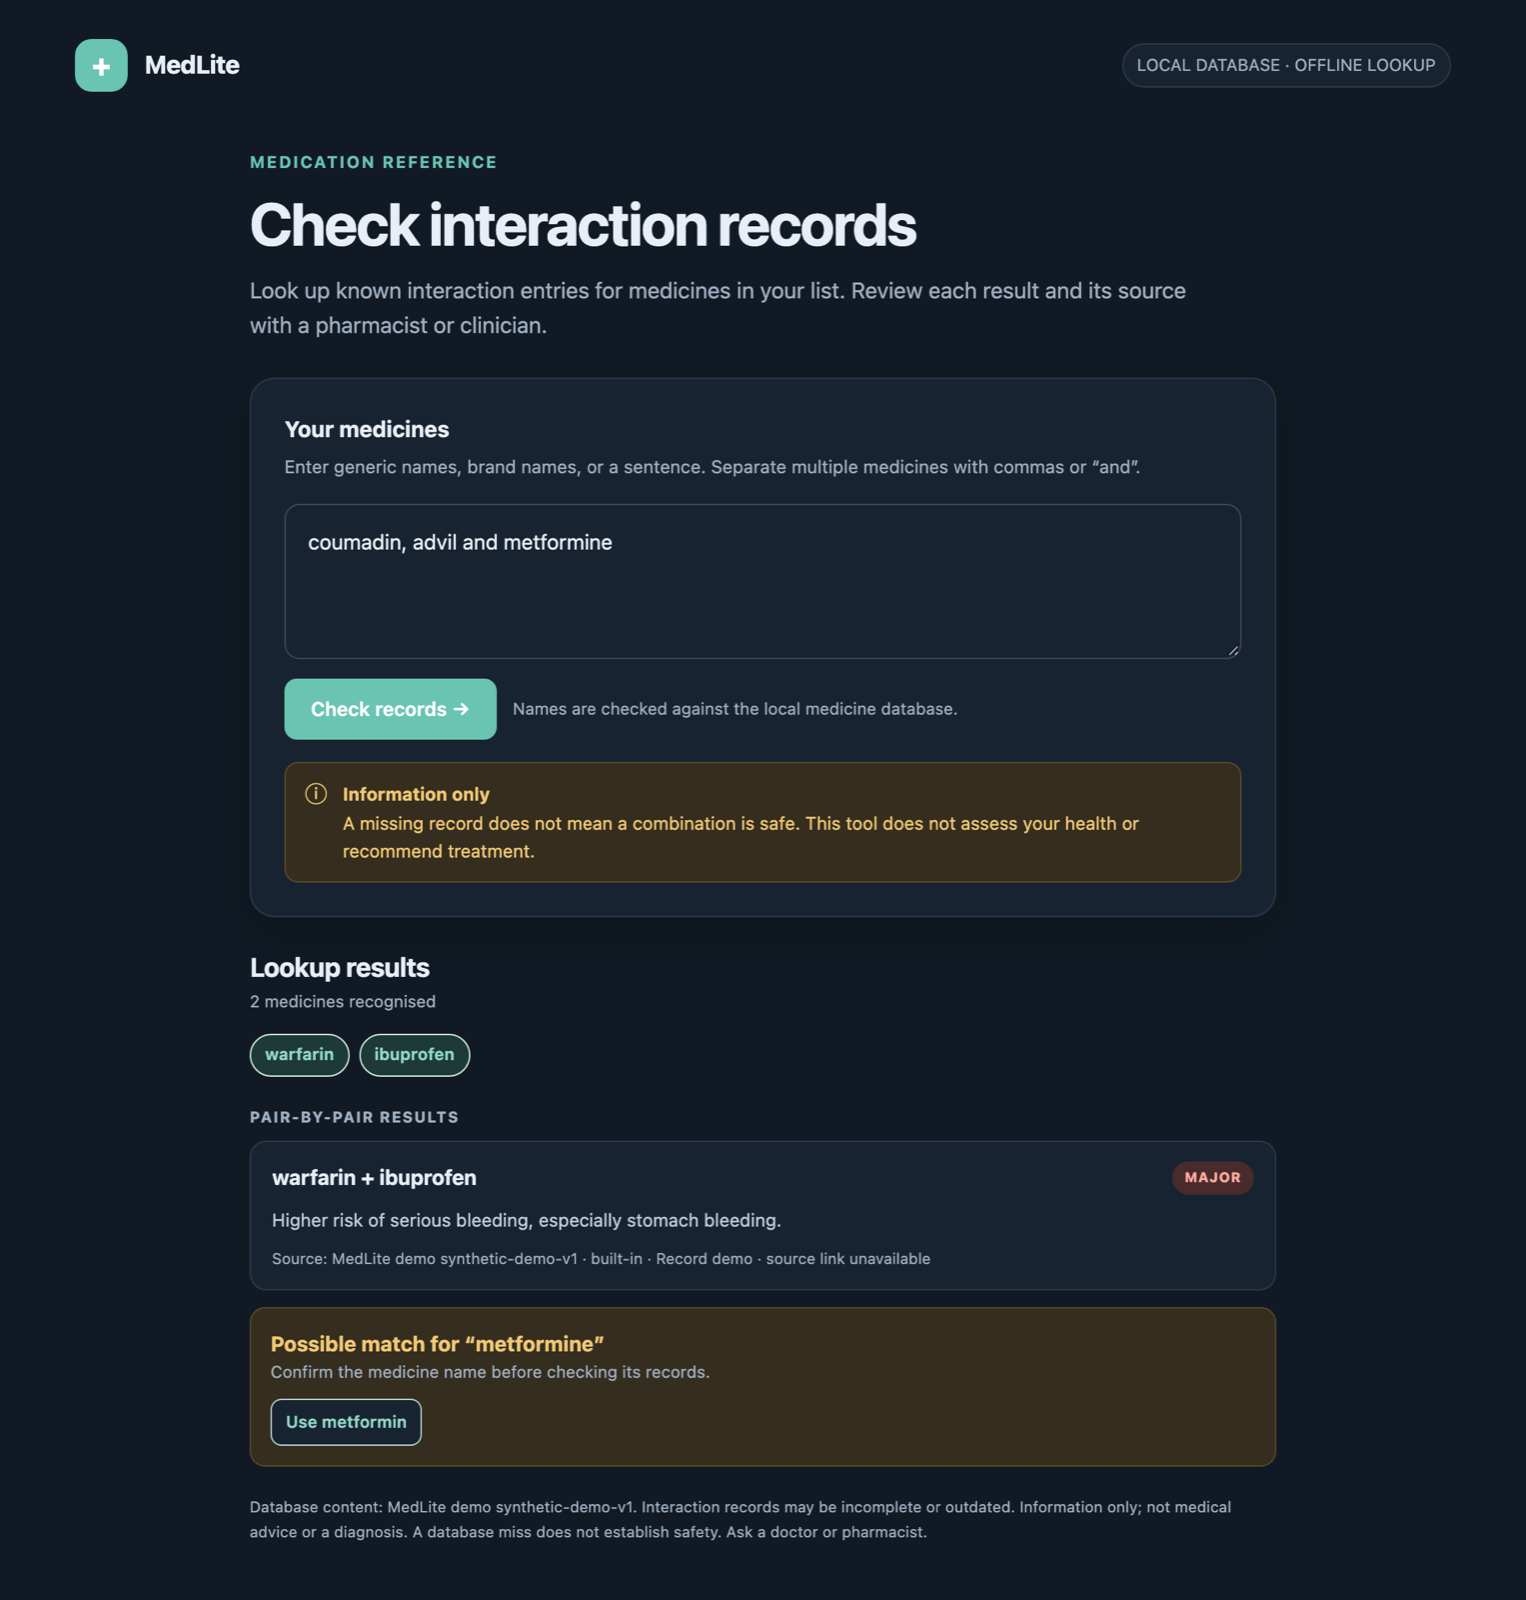 + MedLite
LOCAL DATABASE · OFFLINE LOOKUP
MEDICATION REFERENCE
Check interaction records
Look up known interaction entries for medicines in your list. Review each result and its source
with a pharmacist or clinician.
Your medicines
Enter generic names, brand names, or a sentence. Separate multiple medicines with commas or “and”.
coumadin, advil and metformine
Check records →
Names are checked against the local medicine database.
Information only
A missing record does not mean a combination is safe. This tool does not assess your health or
recommend treatment.
Lookup results
2 medicines recognised
warfarin
ibuprofen
PAIR-BY-PAIR RESULTS
warfarin + ibuprofen
MAJOR
Higher risk of serious bleeding, especially stomach bleeding.
Source: MedLite demo synthetic-demo-v1 · built-in · Record demo · source link unavailable
Possible match for “metformine”
Confirm the medicine name before checking its records.
Use metformin
Database content: MedLite demo synthetic-demo-v1. Interaction records may be incomplete or outdated. Information only; not medical
advice or a diagnosis. A database miss does not establish safety. Ask a doctor or pharmacist.